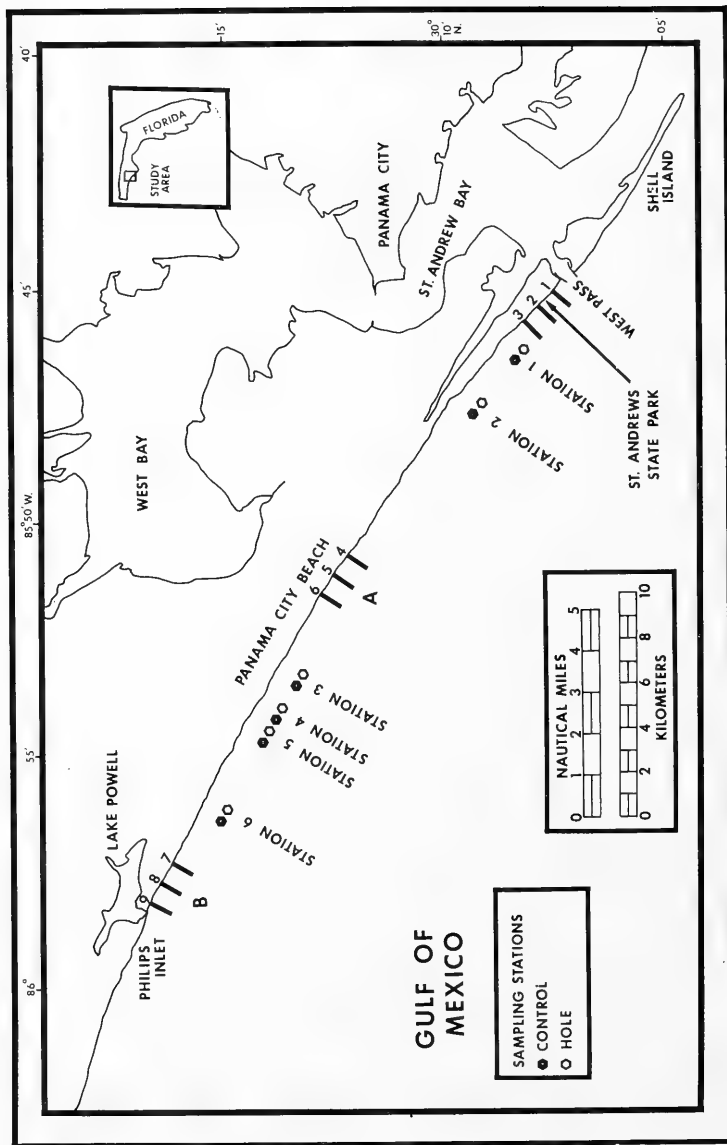 86°
55'
85°50'W.
45'
40'
-15'
-30°
10'
N.
-05'
FLORIDA
STUDY
AREA
LAKE POWELL
WEST BAY
PANAMA CITY
ST. ANDREW BAY
PHILIPS
INLET
9
8
7
B
PANAMA CITY BEACH
6
5
4
A
3
2
1
WEST PASS
SHELL
ISLAND
STATION 6
STATION 5
STATION 4
STATION 3
STATION 2
STATION 1
ST. ANDREWS
STATE PARK
GULF OF
MEXICO
SAMPLING STATIONS
CONTROL
HOLE
NAUTICAL MILES
0 1 2 3 4 5
0 2 4 6 8 10
KILOMETERS